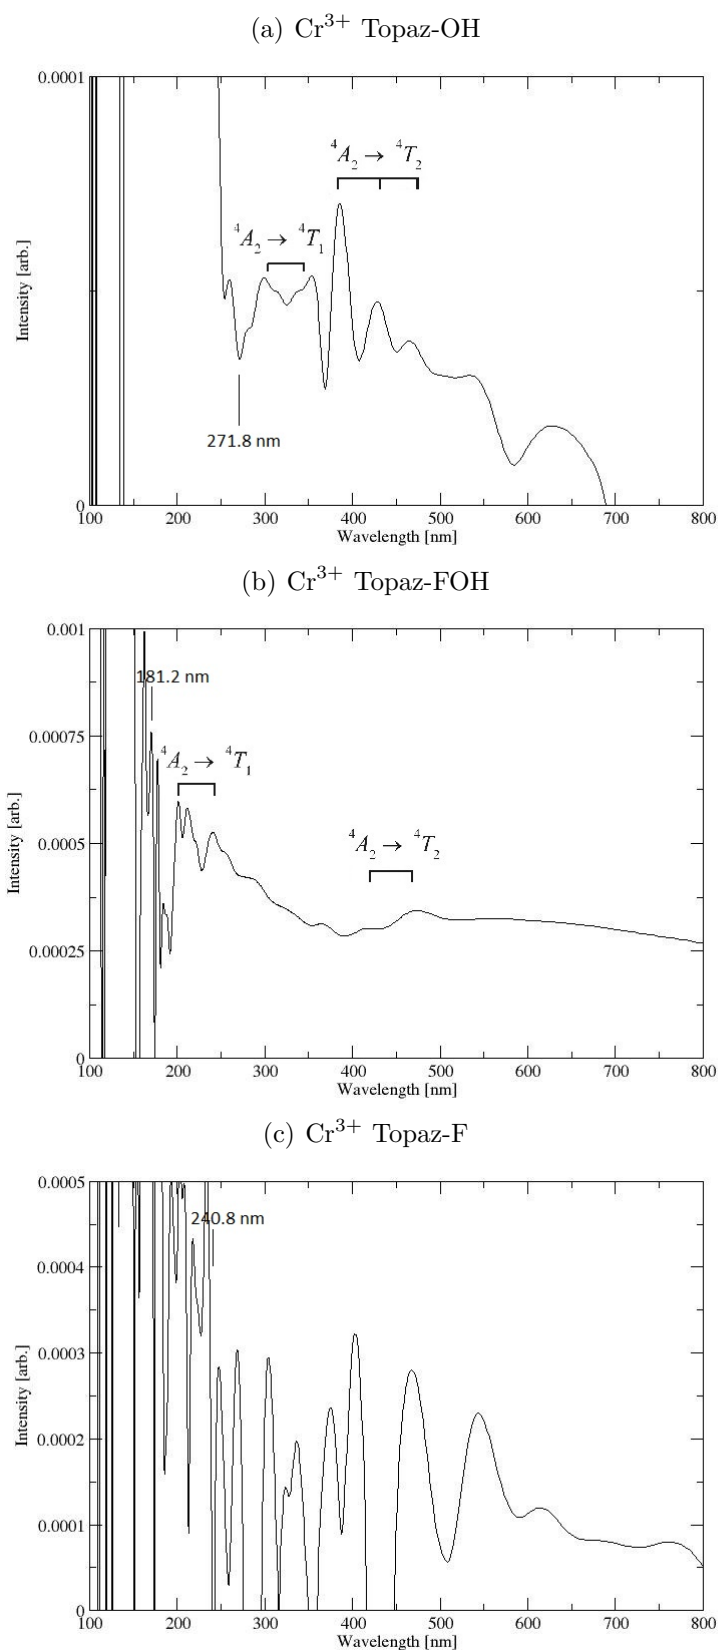 (a) Cr³⁺ Topaz-OH
0.0001
⁴A₂ → ⁴T₂
⁴A₂ → ⁴T₁
Intensity [arb.]
271.8 nm
0
100 200 300 400 500 600 700 800
Wavelength [nm]
(b) Cr³⁺ Topaz-FOH
0.001
181.2 nm
0.00075
⁴A₂ → ⁴T₁
0.0005
⁴A₂ → ⁴T₂
Intensity [arb.]
0.00025
0
100 200 300 400 500 600 700 800
Wavelength [nm]
(c) Cr³⁺ Topaz-F
0.0005
240.8 nm
0.0004
0.0003
Intensity [arb.]
0.0002
0.0001
0
100 200 300 400 500 600 700 800
Wavelength [nm]